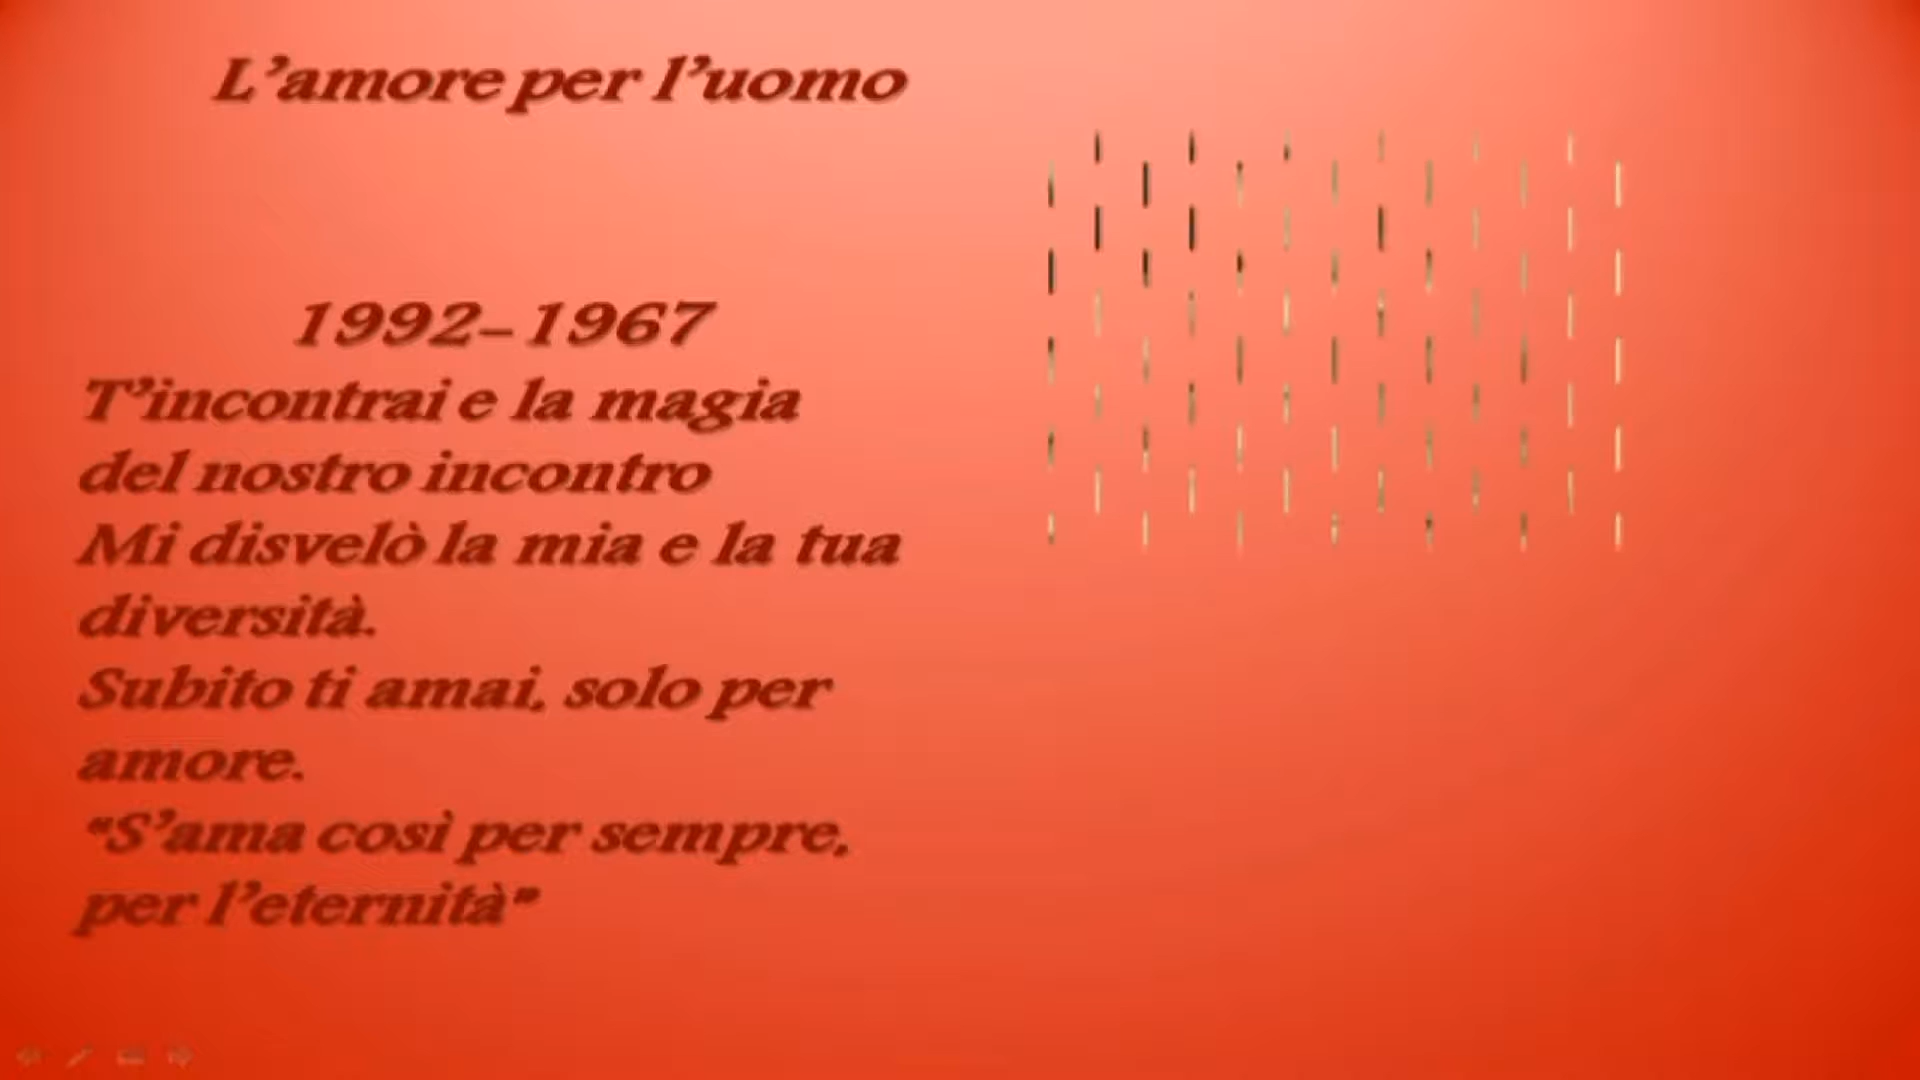 L’amore per l’uomo
1992–1967
T’incontrai e la magia
del nostro incontro
Mi disvelò la mia e la tua
diversità.
Subito ti amai, solo per
amore.
“S’ama così per sempre,
per l’eternità”